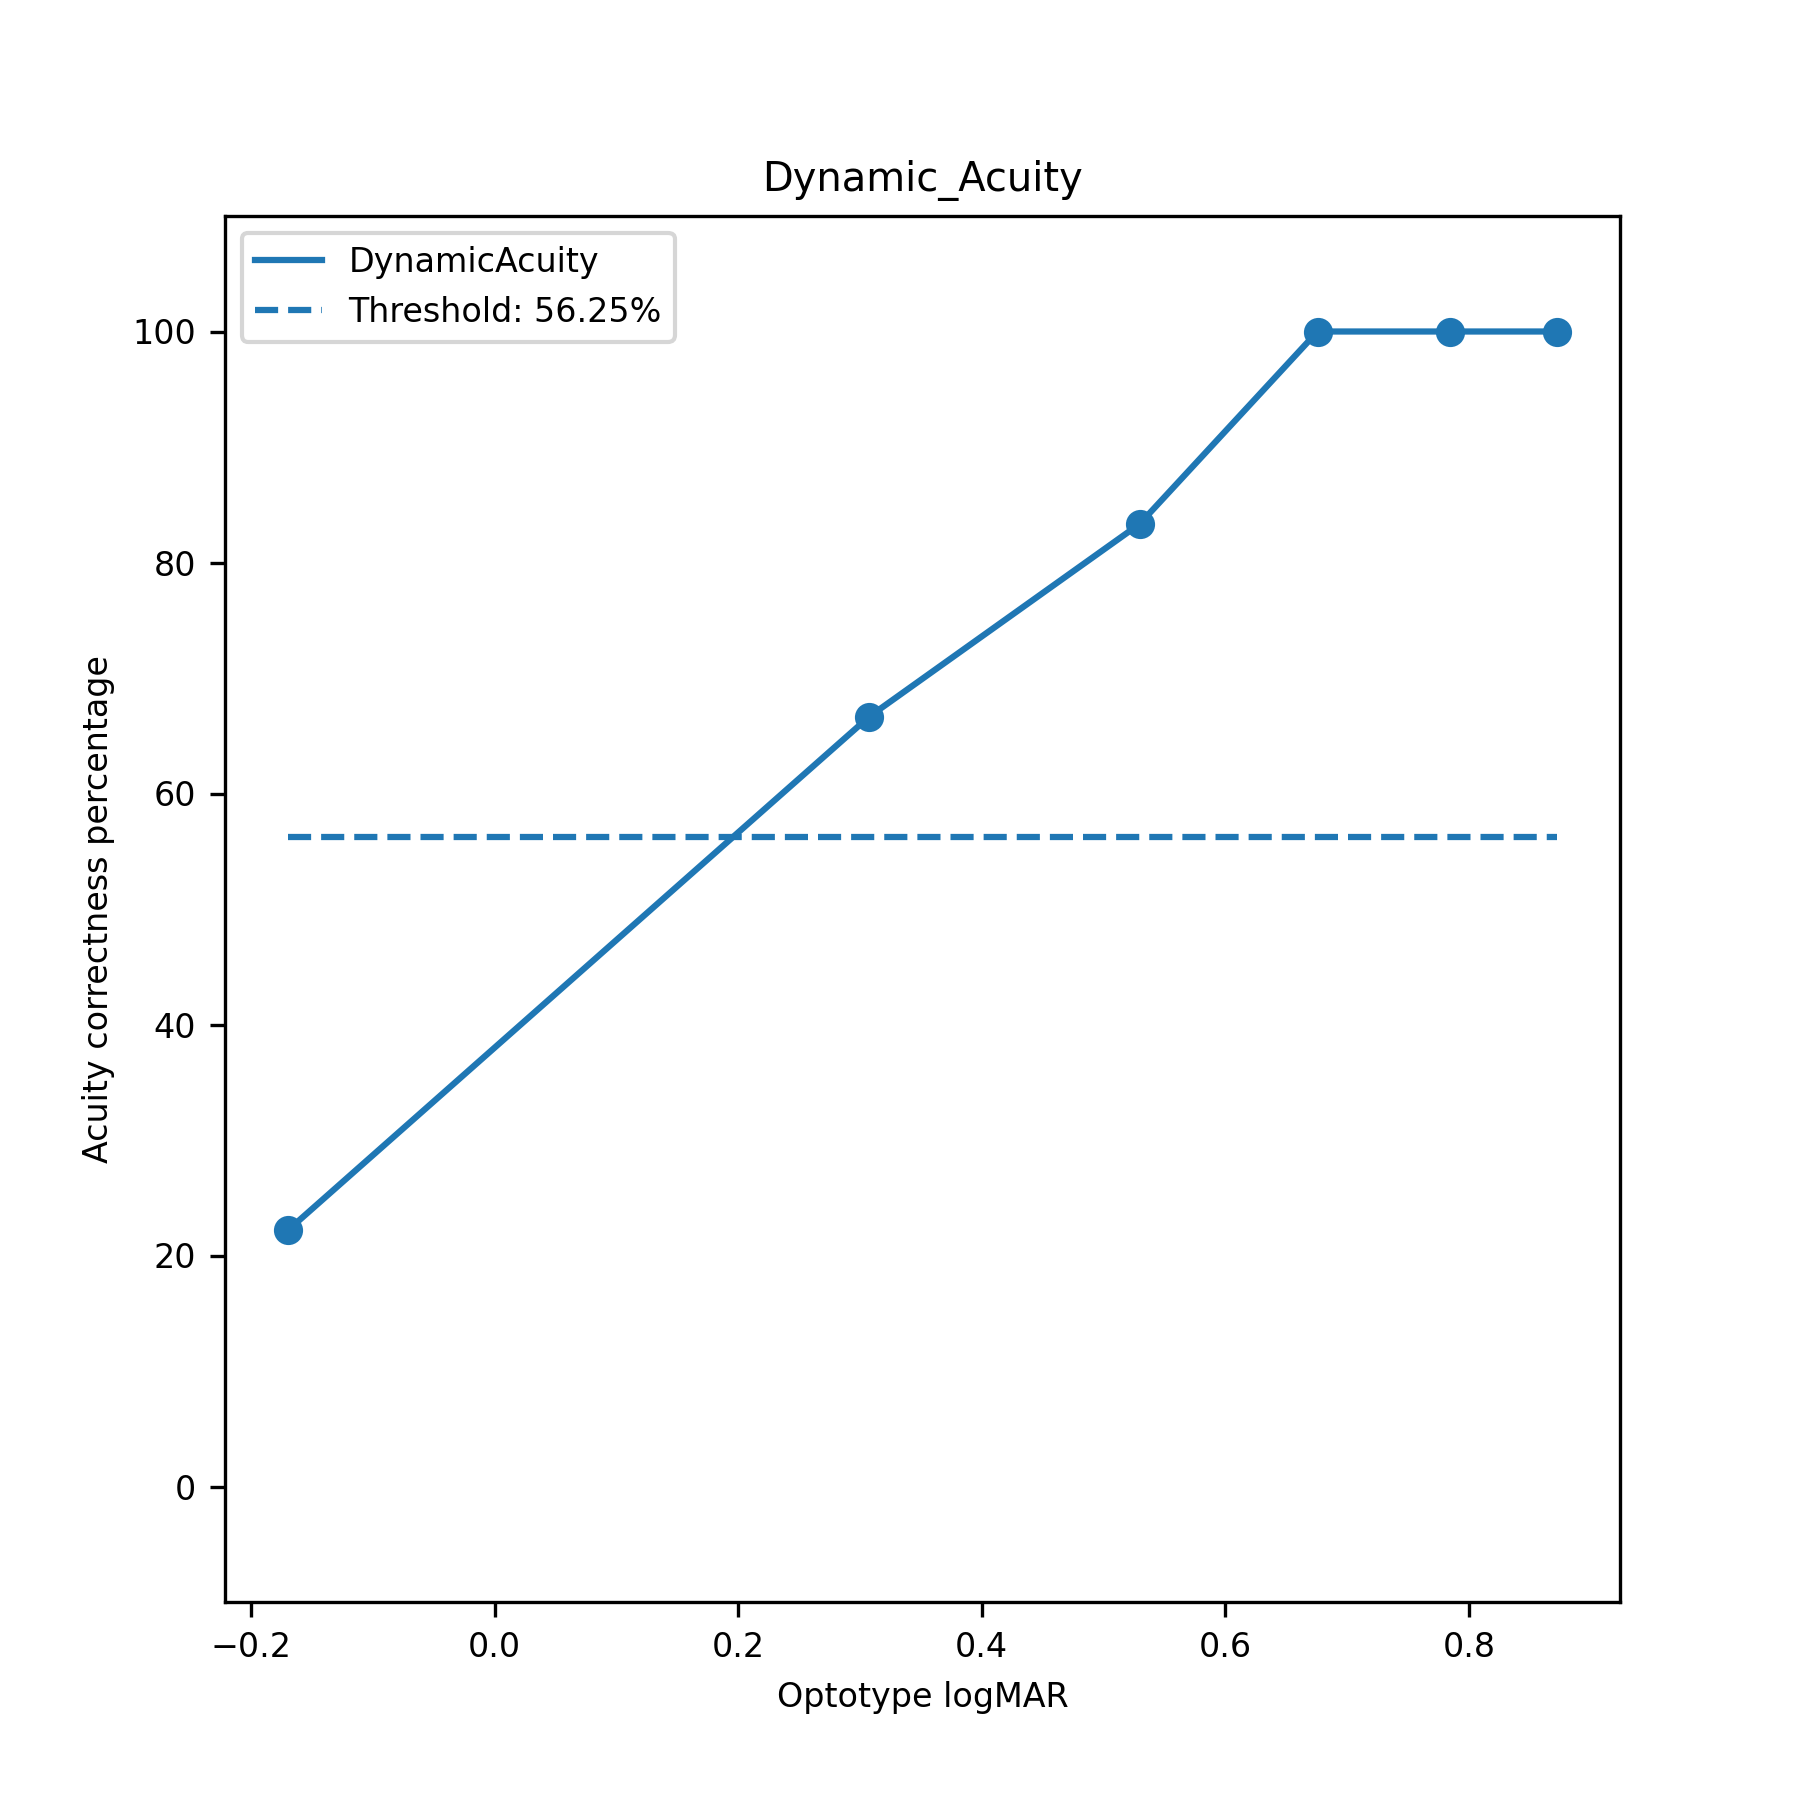 Dynamic_Acuity
DynamicAcuity
Threshold: 56.25%
100
80
60
40
20
0
Acuity correctness percentage
−0.2 0.0 0.2 0.4 0.6 0.8
Optotype logMAR